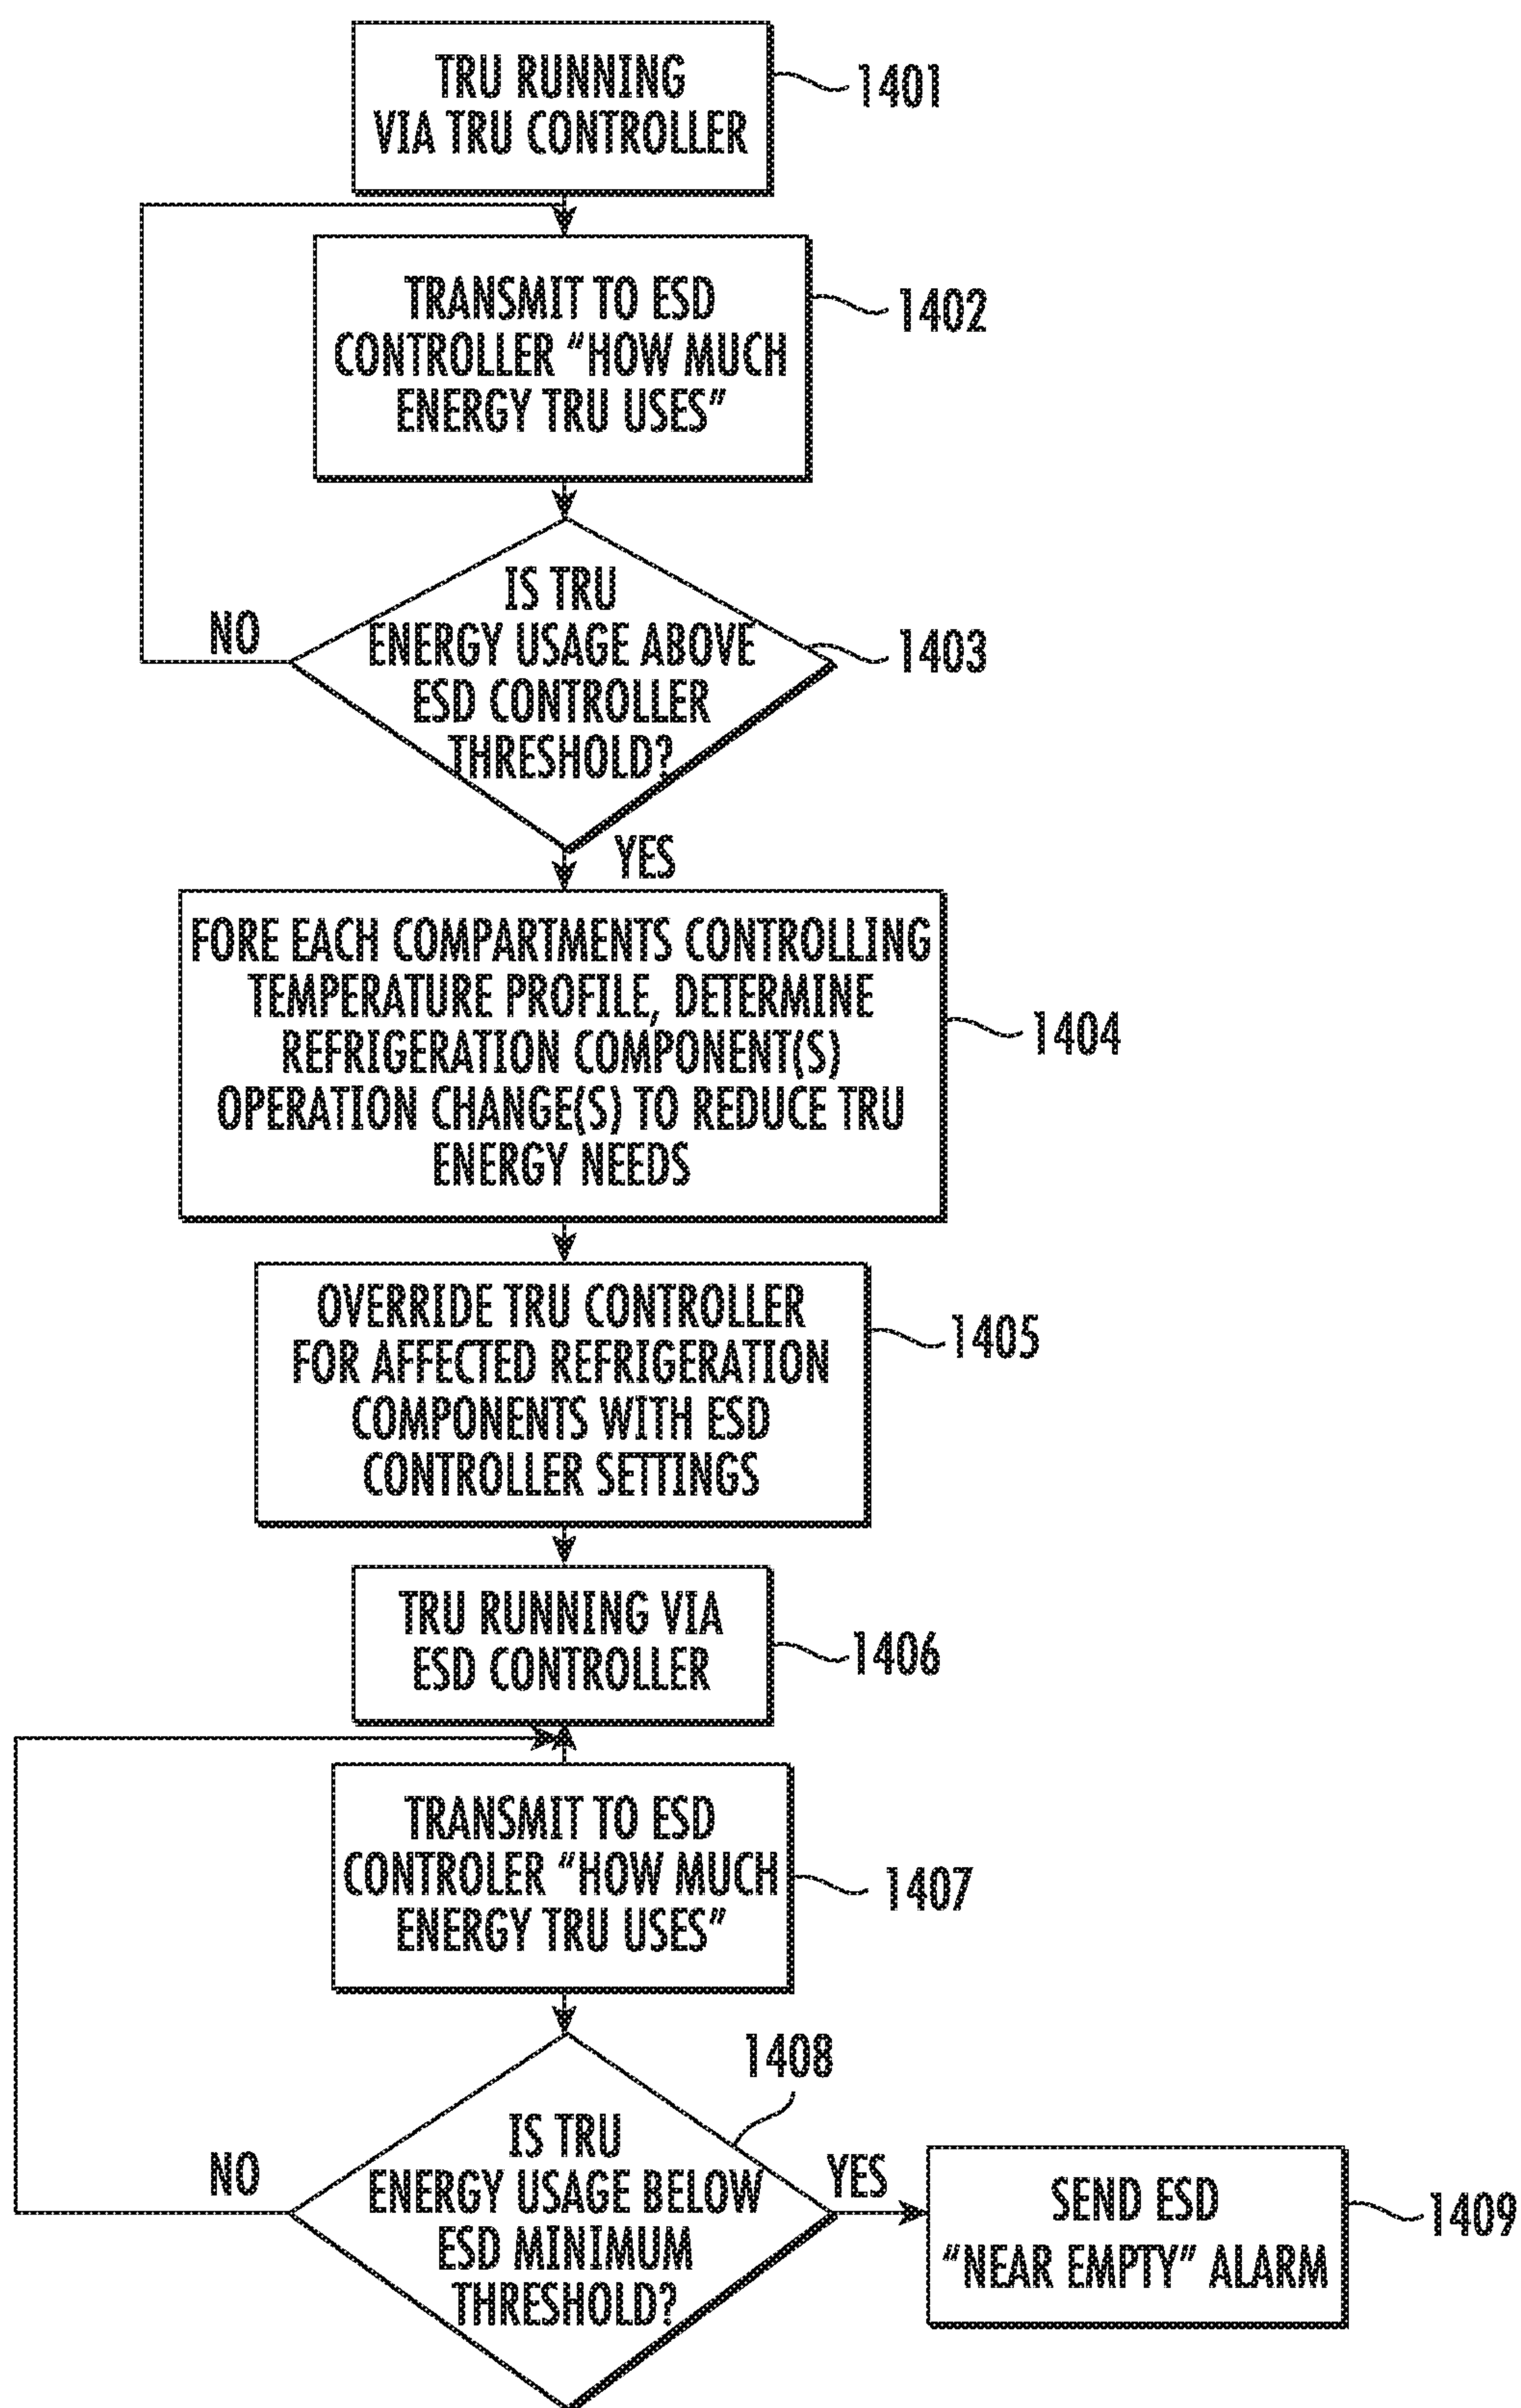 TRU RUNNING
VIA TRU CONTROLLER
1401
TRANSMIT TO ESD
CONTROLLER “HOW MUCH
ENERGY TRU USES”
1402
IS TRU
ENERGY USAGE ABOVE
ESD CONTROLLER
THRESHOLD?
1403
NO
YES
FORE EACH COMPARTMENTS CONTROLLING
TEMPERATURE PROFILE, DETERMINE
REFRIGERATION COMPONENT(S)
OPERATION CHANGE(S) TO REDUCE TRU
ENERGY NEEDS
1404
OVERRIDE TRU CONTROLLER
FOR AFFECTED REFRIGERATION
COMPONENTS WITH ESD
CONTROLLER SETTINGS
1405
TRU RUNNING VIA
ESD CONTROLLER
1406
TRANSMIT TO ESD
CONTROLER “HOW MUCH
ENERGY TRU USES”
1407
1408
IS TRU
ENERGY USAGE BELOW
ESD MINIMUM
THRESHOLD?
NO
YES
SEND ESD
“NEAR EMPTY” ALARM
1409